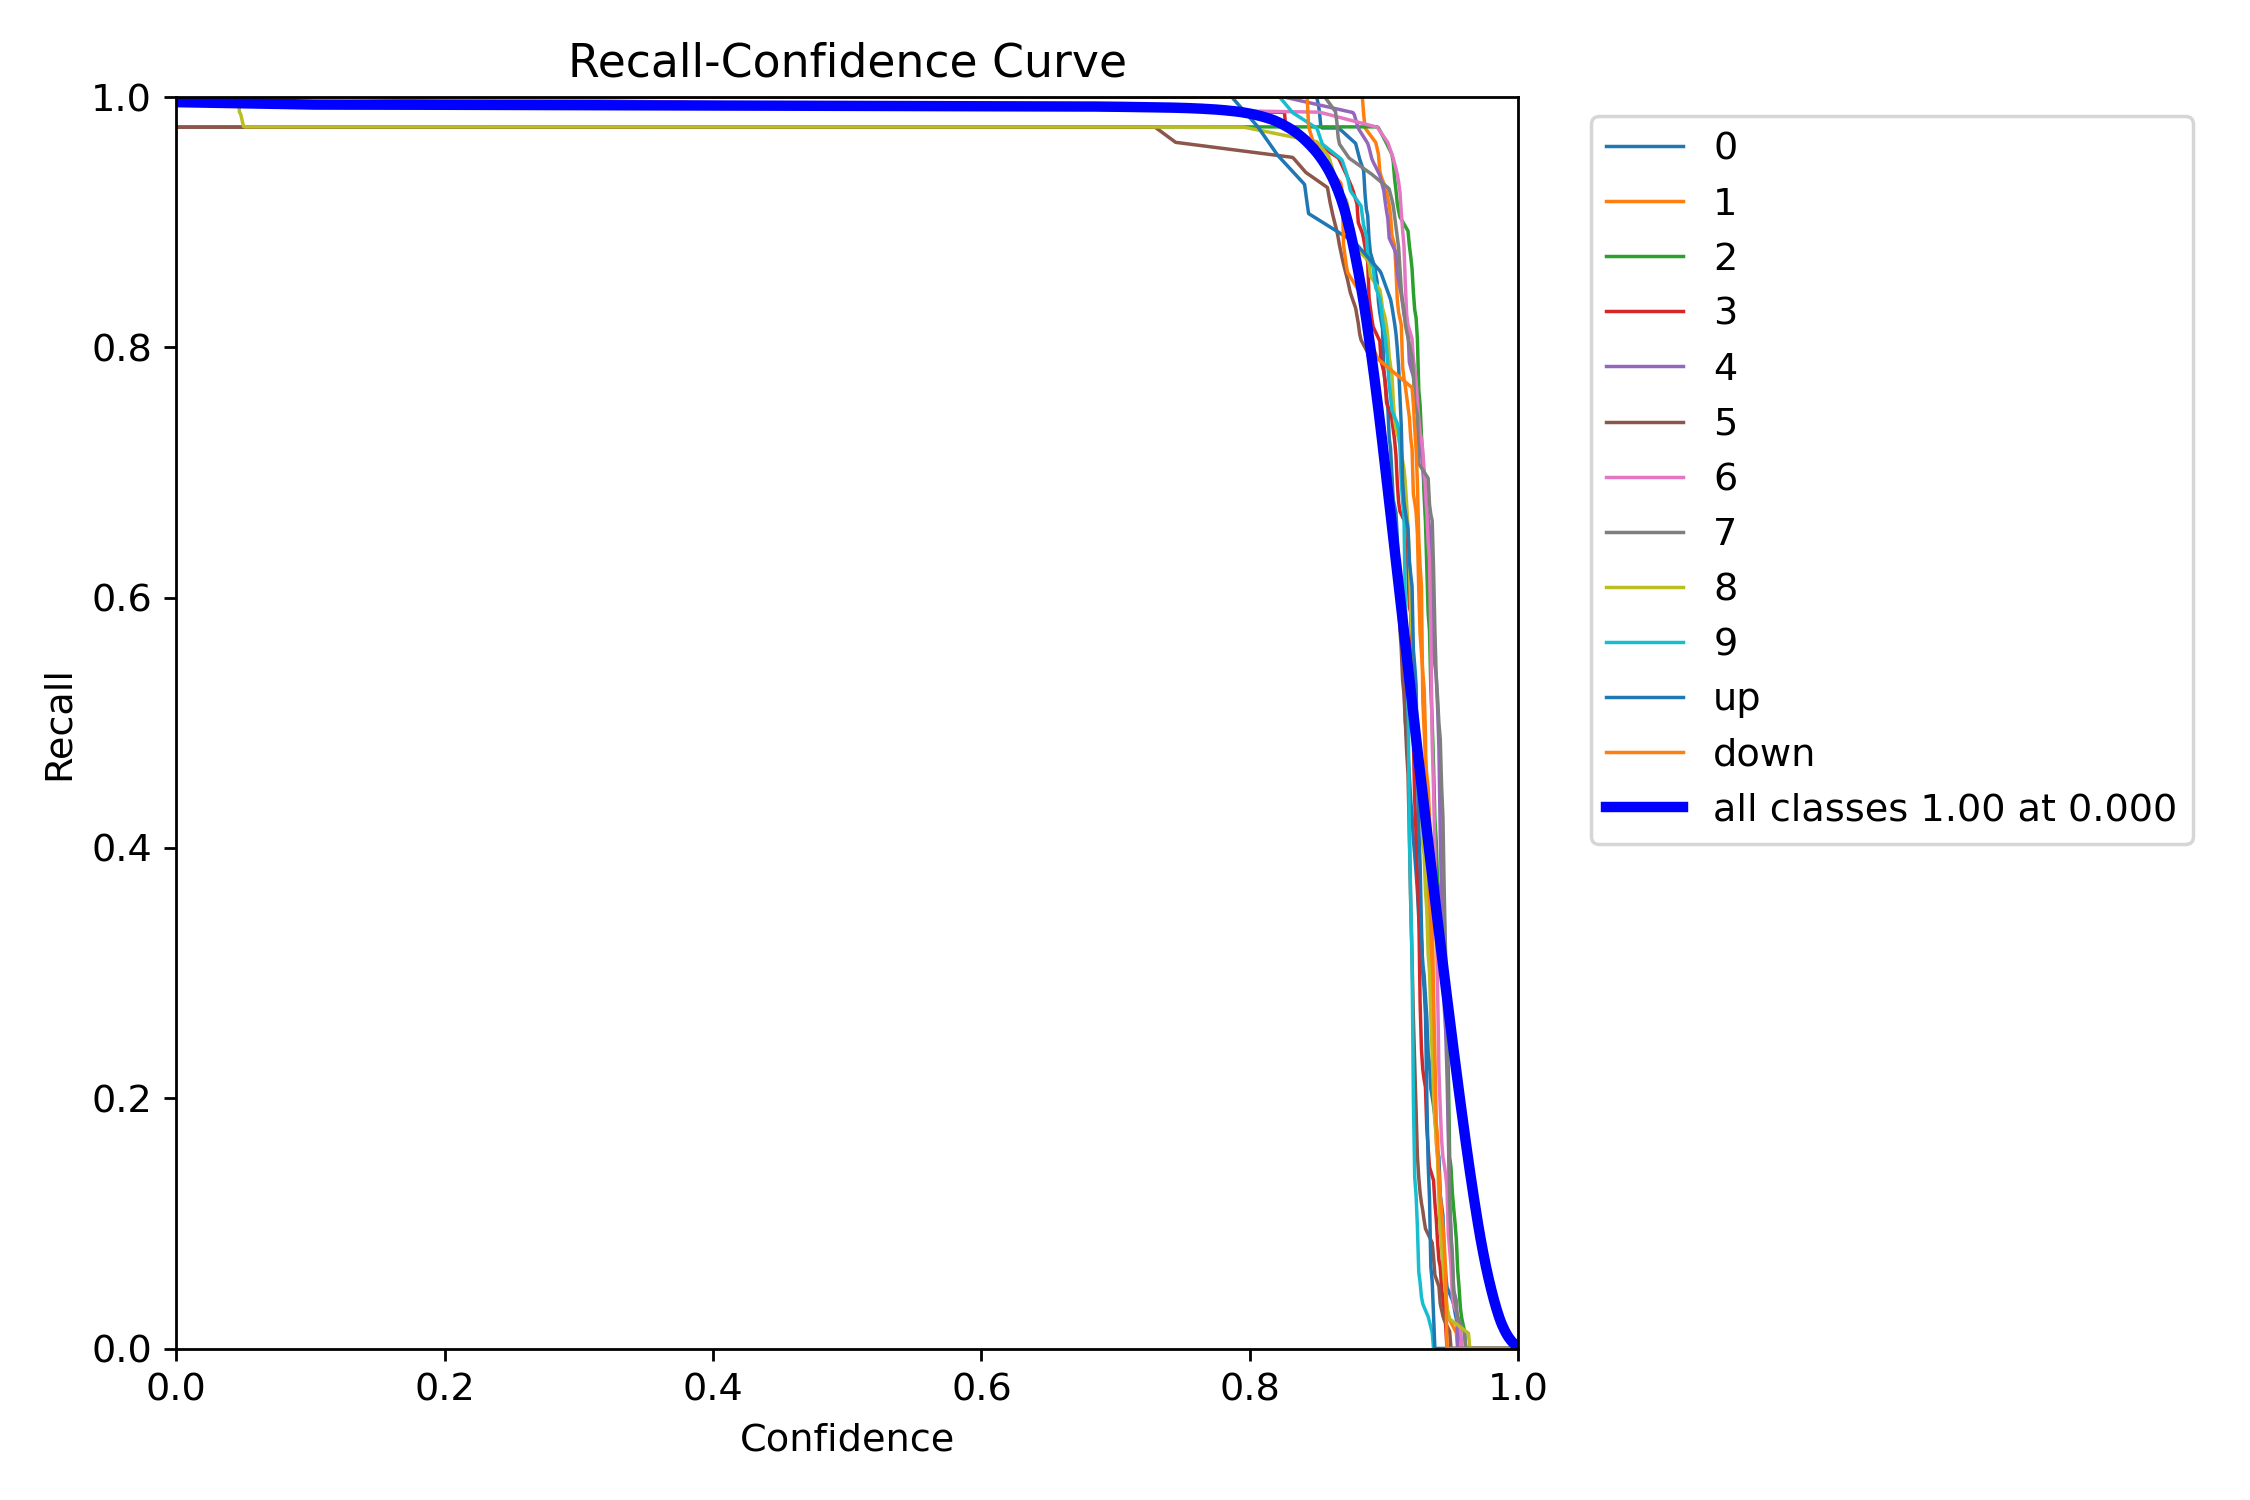 Recall-Confidence Curve
1.0
0.8
0.6
0.4
0.2
0.0
Recall
0.0 0.2 0.4 0.6 0.8 1.0
Confidence
0
1
2
3
4
5
6
7
8
9
up
down
all classes 1.00 at 0.000